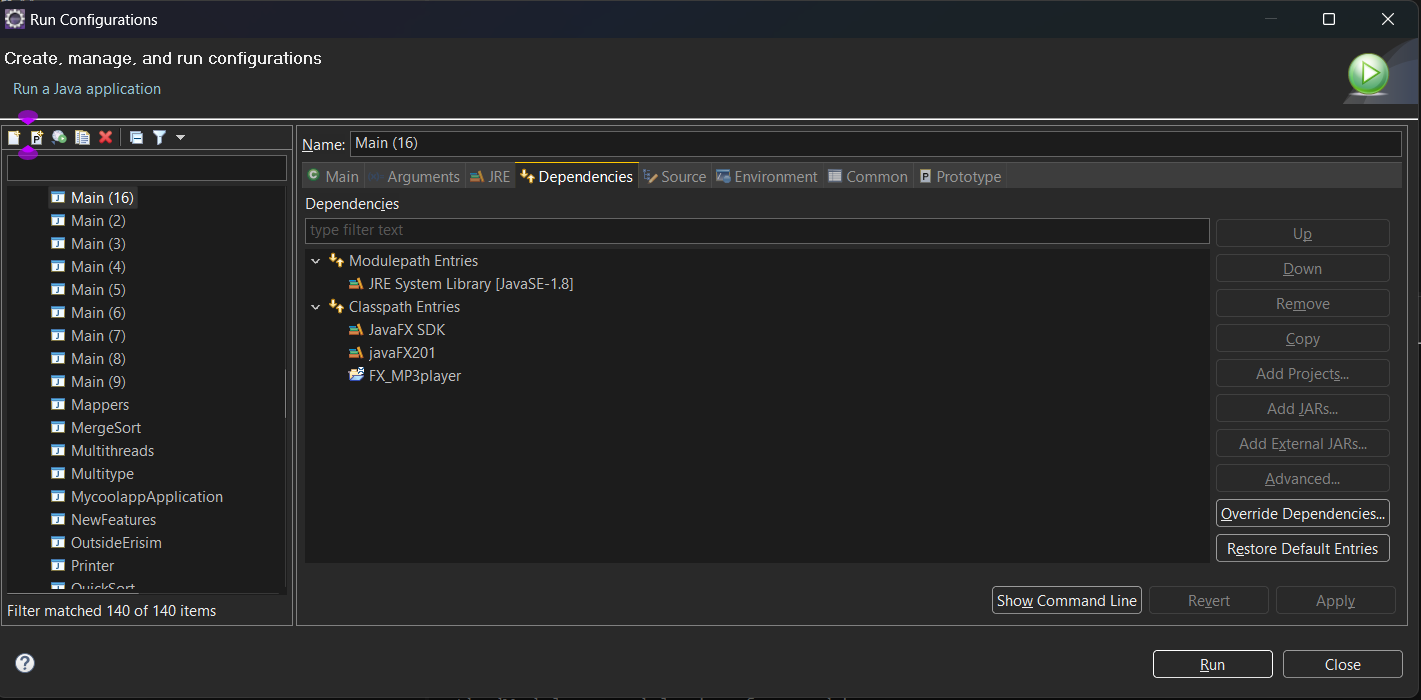 Run Configurations
Create, manage, and run configurations
Run a Java application
Main (16)
Main (2)
Main (3)
Main (4)
Main (5)
Main (6)
Main (7)
Main (8)
Main (9)
Mappers
MergeSort
Multithreads
Multitype
MycoolappApplication
NewFeatures
OutsideErisim
Printer
QuickSort
Filter matched 140 of 140 items
Name: Main (16)
Main Arguments JRE Dependencies Source Environment Common Prototype
Dependencies
type filter text
Modulepath Entries
JRE System Library [JavaSE-1.8]
Classpath Entries
JavaFX SDK
javaFX201
FX_MP3player
Up
Down
Remove
Copy
Add Projects...
Add JARs...
Add External JARs...
Advanced...
Override Dependencies...
Restore Default Entries
Show Command Line Revert Apply
Run Close